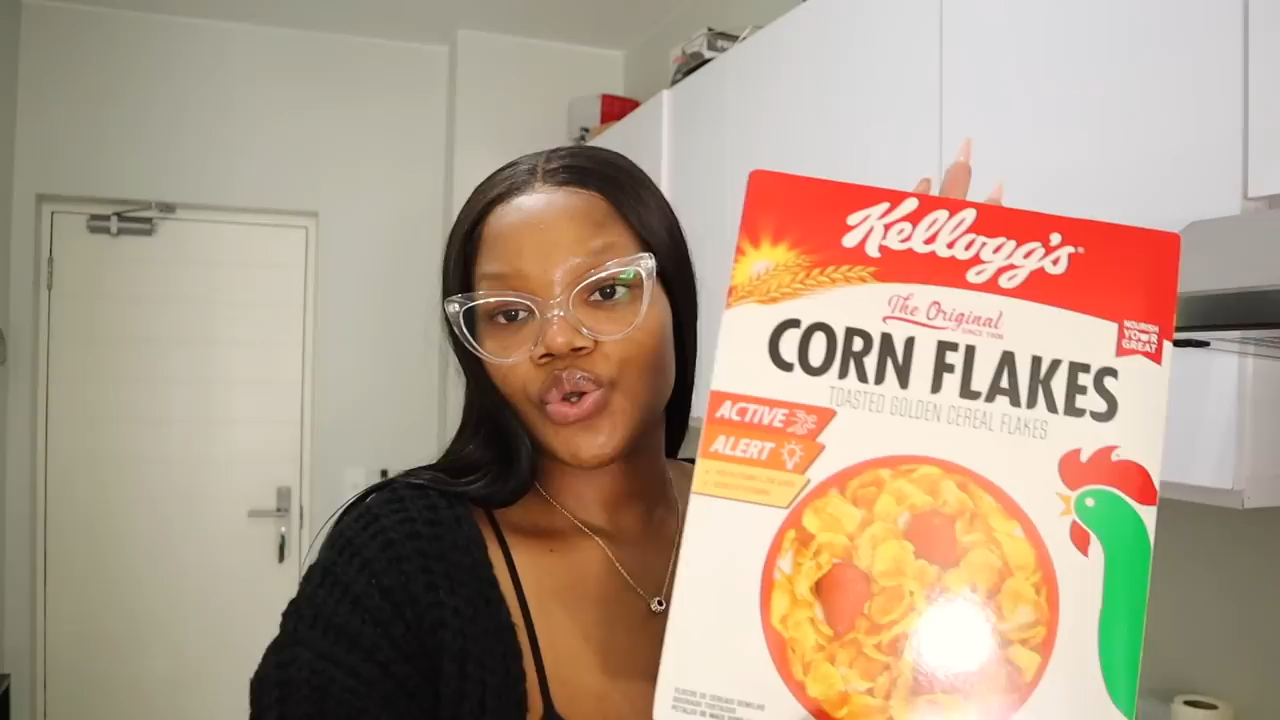 Kellogg's
The Original
SINCE 1906
CORN FLAKES
TOASTED GOLDEN CEREAL FLAKES
NOURISH
YOUR
GREAT
ACTIVE
ALERT